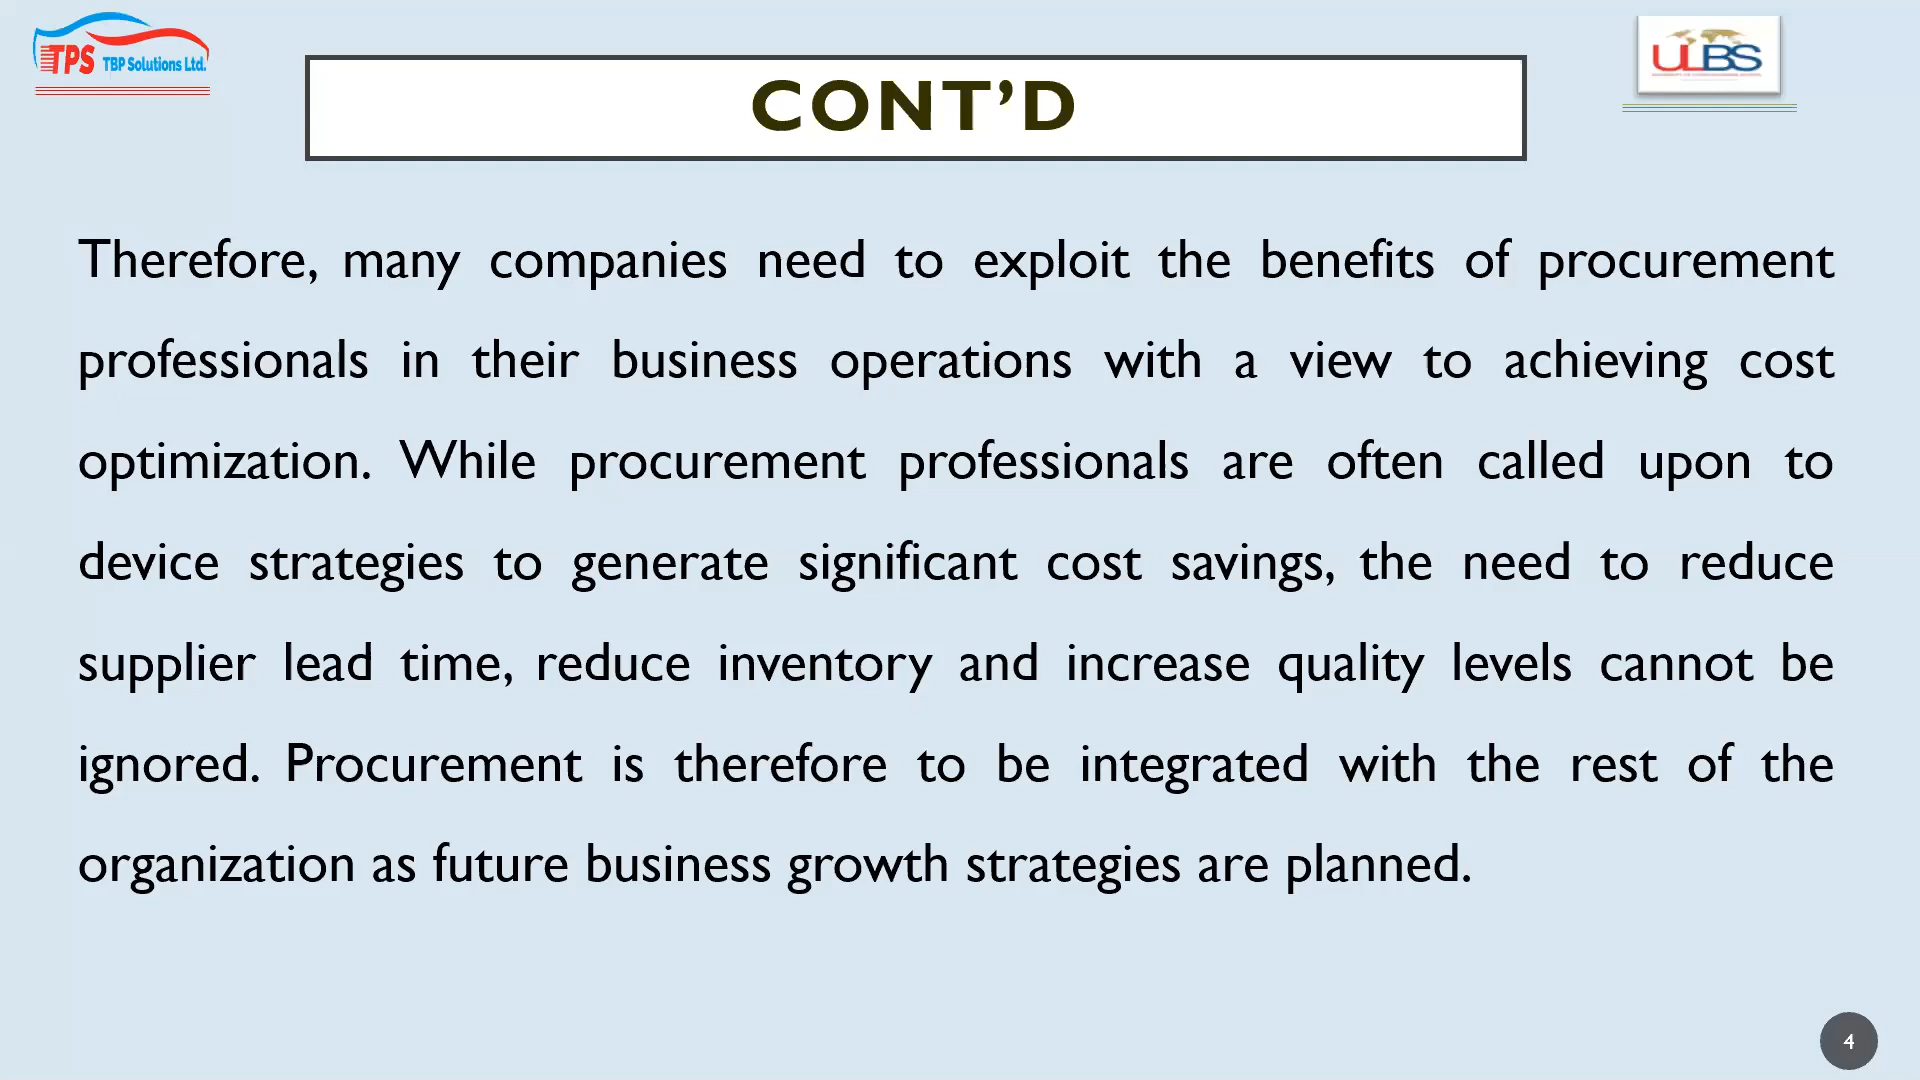 TPS TBP Solutions Ltd.
ULBS
CONT’D
Therefore, many companies need to exploit the benefits of procurement
professionals in their business operations with a view to achieving cost
optimization. While procurement professionals are often called upon to
device strategies to generate significant cost savings, the need to reduce
supplier lead time, reduce inventory and increase quality levels cannot be
ignored. Procurement is therefore to be integrated with the rest of the
organization as future business growth strategies are planned.
4